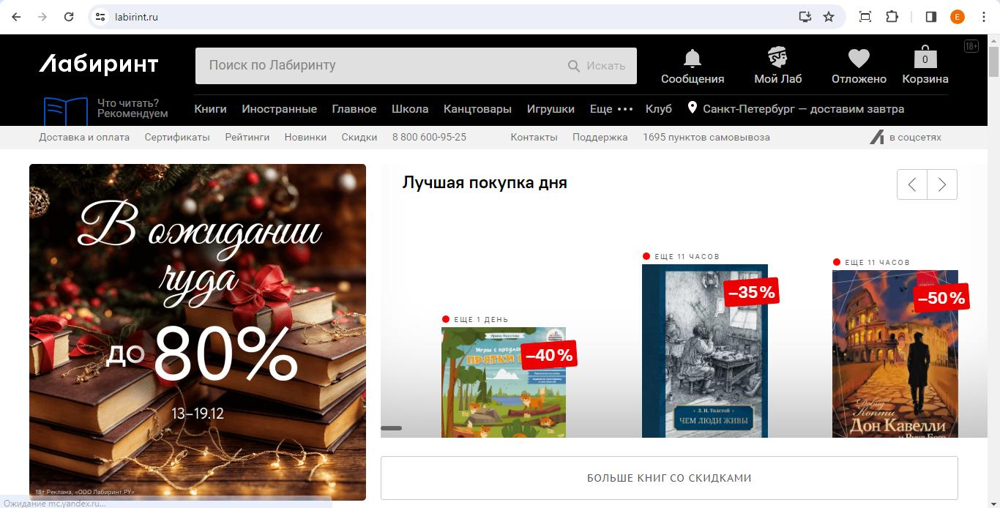 labirint.ru
E
Лабиринт
Поиск по Лабиринту
Искать
Сообщения
Мой Лаб
Отложено
0
Корзина
18+
Что читать?
Рекомендуем
Книги
Иностранные
Главное
Школа
Канцтовары
Игрушки
Еще •••
Клуб
Санкт-Петербург — доставим завтра
Доставка и оплата
Сертификаты
Рейтинги
Новинки
Скидки
8 800 600-95-25
Контакты
Поддержка
1695 пунктов самовывоза
в соцсетях
В ожидании
чуда
до 80%
13–19.12
18+ Реклама, «ООО Лабиринт.РУ»
Лучшая покупка дня
ЕЩЕ 1 ДЕНЬ
–40%
Ирина Пирогова
Игры с предло
ПРЯТКИ
ЕЩЕ 11 ЧАСОВ
–35%
Л. Н. Толстой
ЧЕМ ЛЮДИ ЖИВЫ
ЕЩЕ 11 ЧАСОВ
–50%
Дэвид
Конти
Дон Кавелли
и Рука Бога
БОЛЬШЕ КНИГ СО СКИДКАМИ
Ожидание mc.yandex.ru...